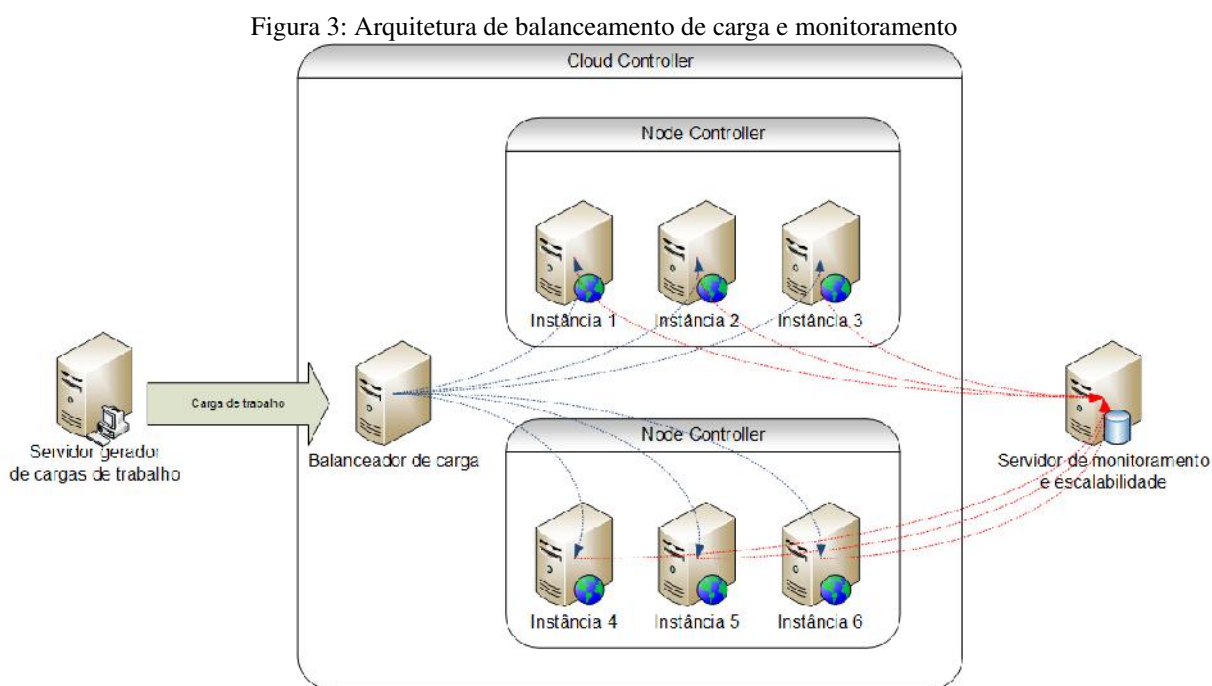 Figura 3: Arquitetura de balanceamento de carga e monitoramento
Cloud Controller
Node Controller
Instância 1
Instância 2
Instância 3
Carga de trabalho
Servidor gerador
de cargas de trabalho
Balanceador de carga
Node Controller
Servidor de monitoramento
e escalabilidade
Instância 4
Instância 5
Instância 6